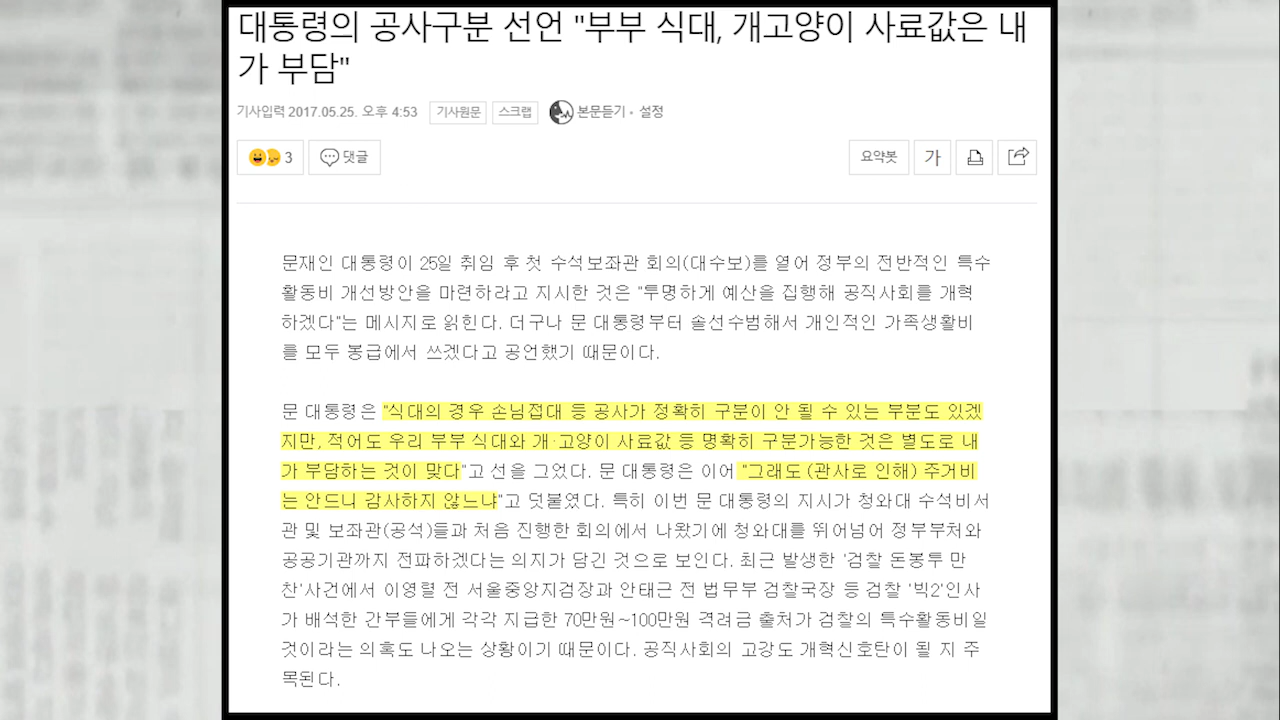 대통령의 공사구분 선언 "부부 식대, 개고양이 사료값은 내
가 부담"
기사입력 2017.05.25. 오후 4:53 기사원문 스크랩 본문듣기 · 설정
3 댓글 요약봇 가
문재인 대통령이 25일 취임 후 첫 수석보좌관 회의(대수보)를 열어 정부의 전반적인 특수
활동비 개선방안을 마련하라고 지시한 것은 "투명하게 예산을 집행해 공직사회를 개혁
하겠다"는 메시지로 읽힌다. 더구나 문 대통령부터 솔선수범해서 개인적인 가족생활비
를 모두 봉급에서 쓰겠다고 공언했기 때문이다.
문 대통령은 "식대의 경우 손님접대 등 공사가 정확히 구분이 안 될 수 있는 부분도 있겠
지만, 적어도 우리 부부 식대와 개·고양이 사료값 등 명확히 구분가능한 것은 별도로 내
가 부담하는 것이 맞다"고 선을 그었다. 문 대통령은 이어 "그래도 (관사로 인해) 주거비
는 안드니 감사하지 않느냐"고 덧붙였다. 특히 이번 문 대통령의 지시가 청와대 수석비서
관 및 보좌관(공석)들과 처음 진행한 회의에서 나왔기에 청와대를 뛰어넘어 정부부처와
공공기관까지 전파하겠다는 의지가 담긴 것으로 보인다. 최근 발생한 '검찰 돈봉투 만
찬'사건에서 이영렬 전 서울중앙지검장과 안태근 전 법무부 검찰국장 등 검찰 '빅2'인사
가 배석한 간부들에게 각각 지급한 70만원~100만원 격려금 출처가 검찰의 특수활동비일
것이라는 의혹도 나오는 상황이기 때문이다. 공직사회의 고강도 개혁신호탄이 될 지 주
목된다.